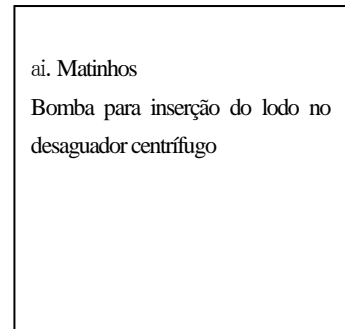 ai. Matinhos
Bomba para inserção do lodo no
desaguador centrífugo